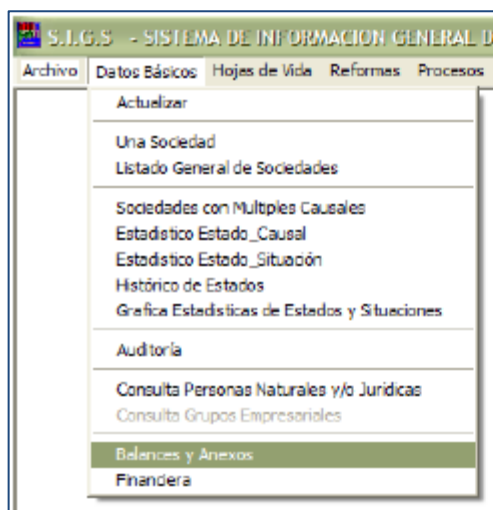 S.I.G.S - SISTEMA DE INFORMACION GENERAL D
Archivo Datos Básicos Hojas de Vida Reformas Procesos
Actualizar
Una Sociedad
Listado General de Sociedades
Sociedades con Multiples Causales
Estadistico Estado_Causal
Estadistico Estado_Situación
Histórico de Estados
Grafica Estadisticas de Estados y Situaciones
Auditoría
Consulta Personas Naturales y/o Jurídicas
Consulta Grupos Empresariales
Balances y Anexos
Financiera